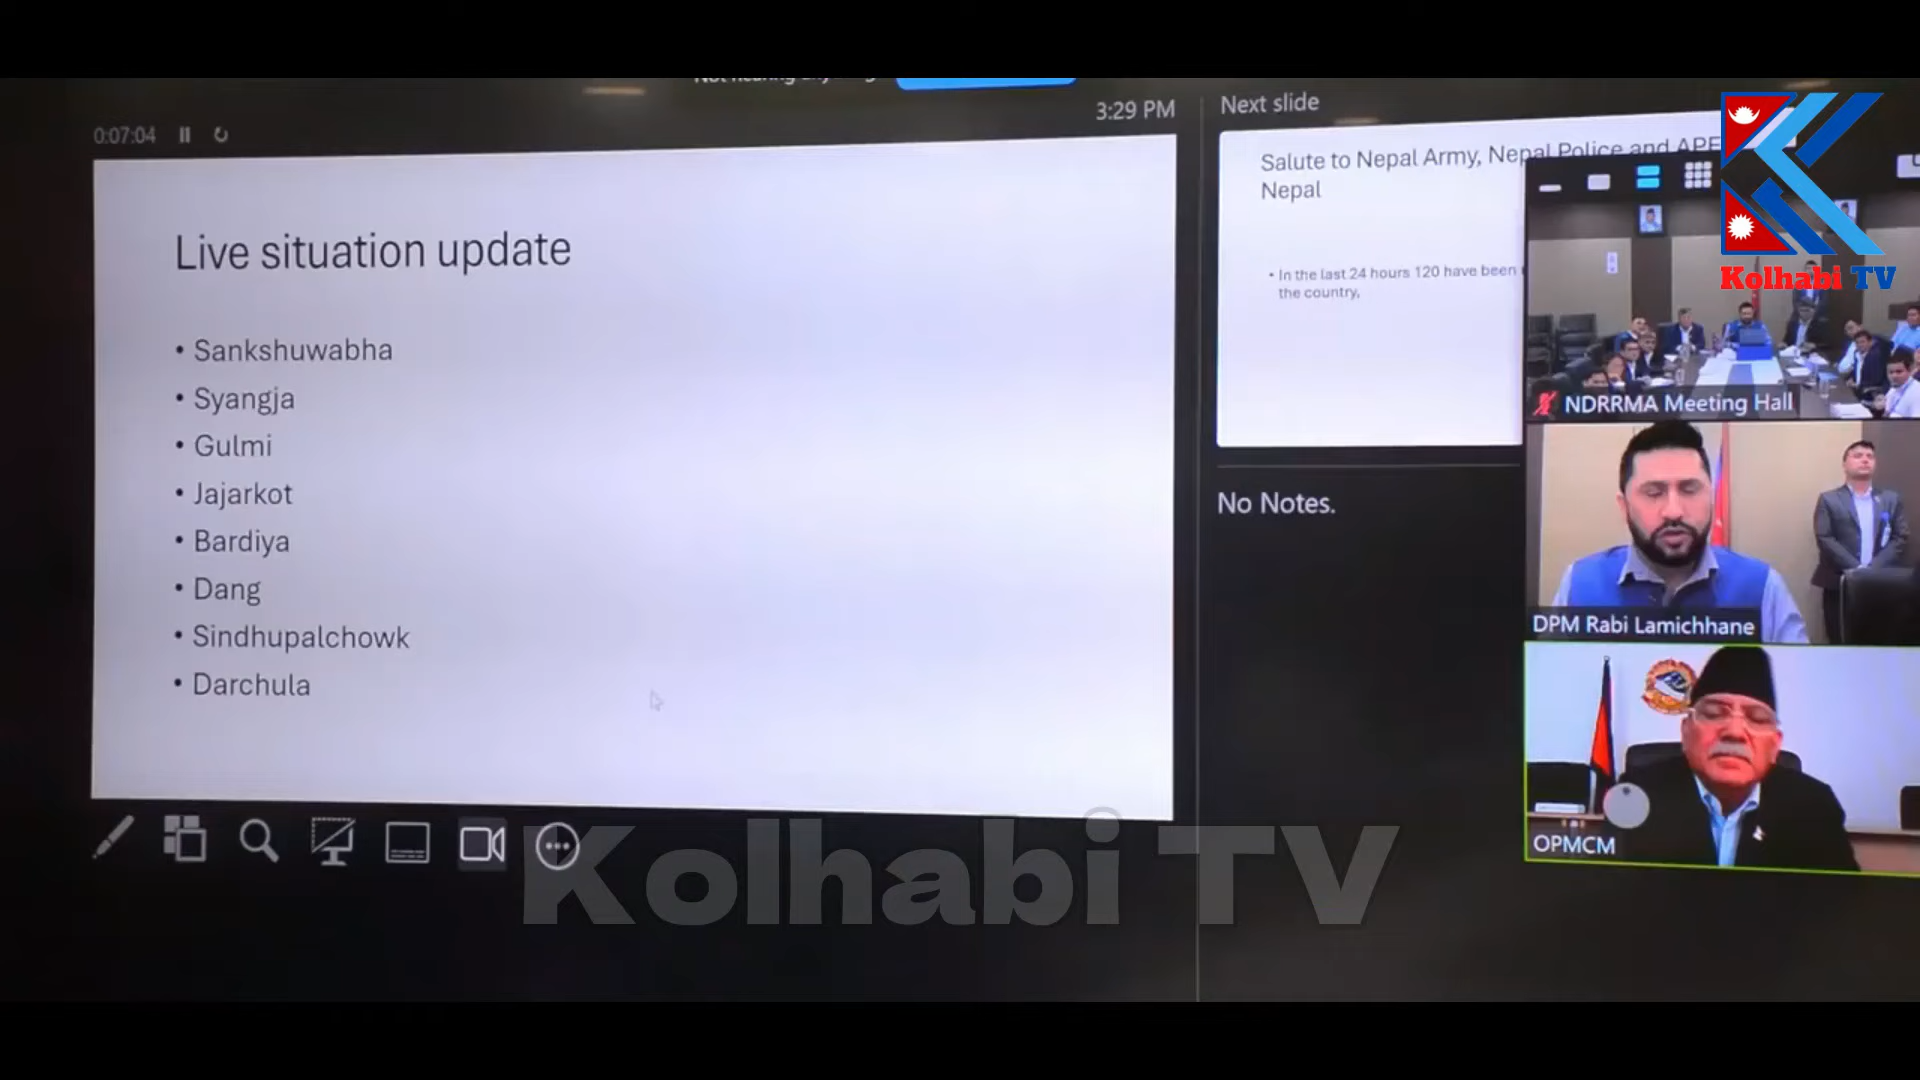 0:07:04
3:29 PM
Live situation update
• Sankshuwabha
• Syangja
• Gulmi
• Jajarkot
• Bardiya
• Dang
• Sindhupalchowk
• Darchula
Next slide
Salute to Nepal Army, Nepal Police and APF
Nepal
• In the last 24 hours 120 have been
the country,
No Notes.
Kolhabi TV
NDRRMA Meeting Hall
DPM Rabi Lamichhane
OPMCM
Kolhabi TV